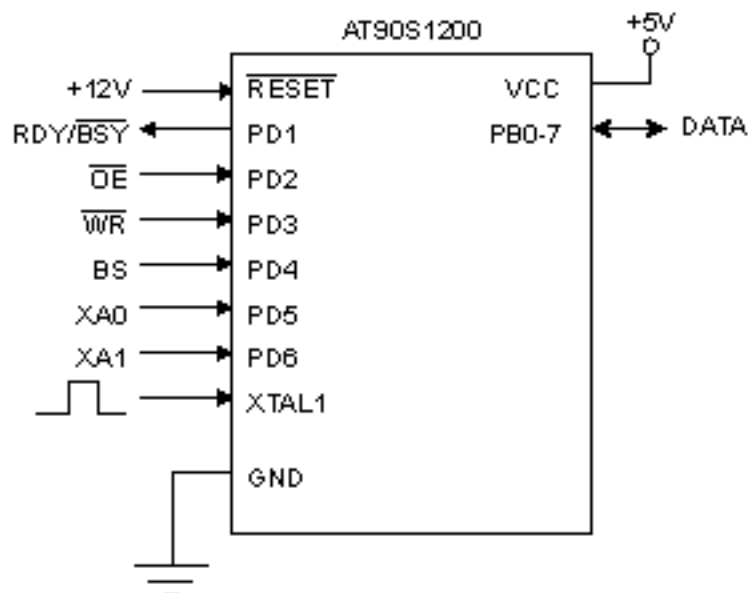 AT90S1200
+5V
+12V
RESET
VCC
RDY/BSY
PD1
PB0-7
DATA
OE
PD2
WR
PD3
BS
PD4
XA0
PD5
XA1
PD6
XTAL1
GND